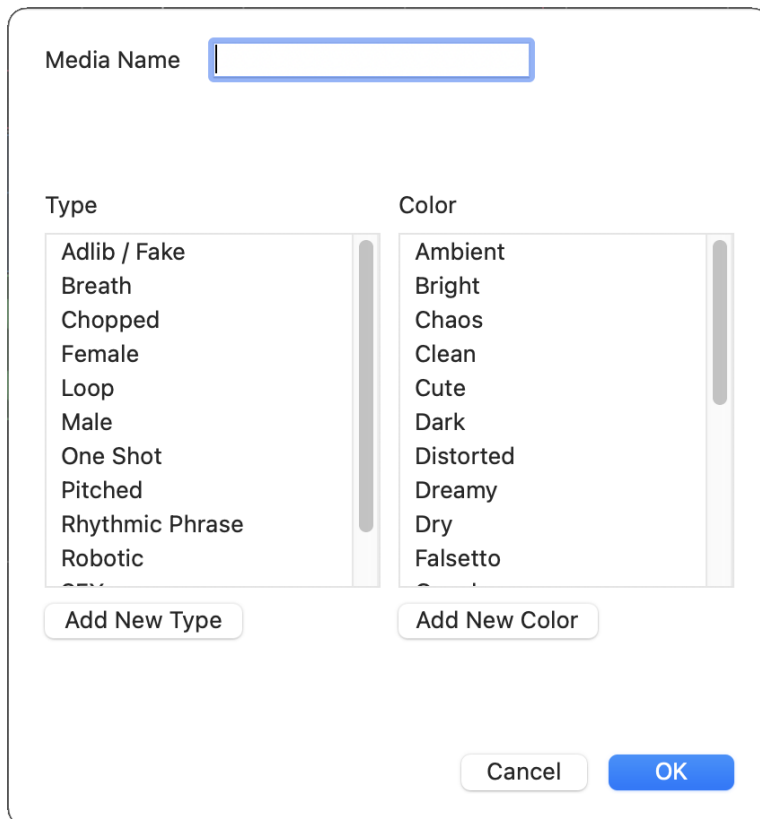 Media Name
Type
Adlib / Fake
Breath
Chopped
Female
Loop
Male
One Shot
Pitched
Rhythmic Phrase
Robotic
Add New Type
Color
Ambient
Bright
Chaos
Clean
Cute
Dark
Distorted
Dreamy
Dry
Falsetto
Add New Color
Cancel
OK